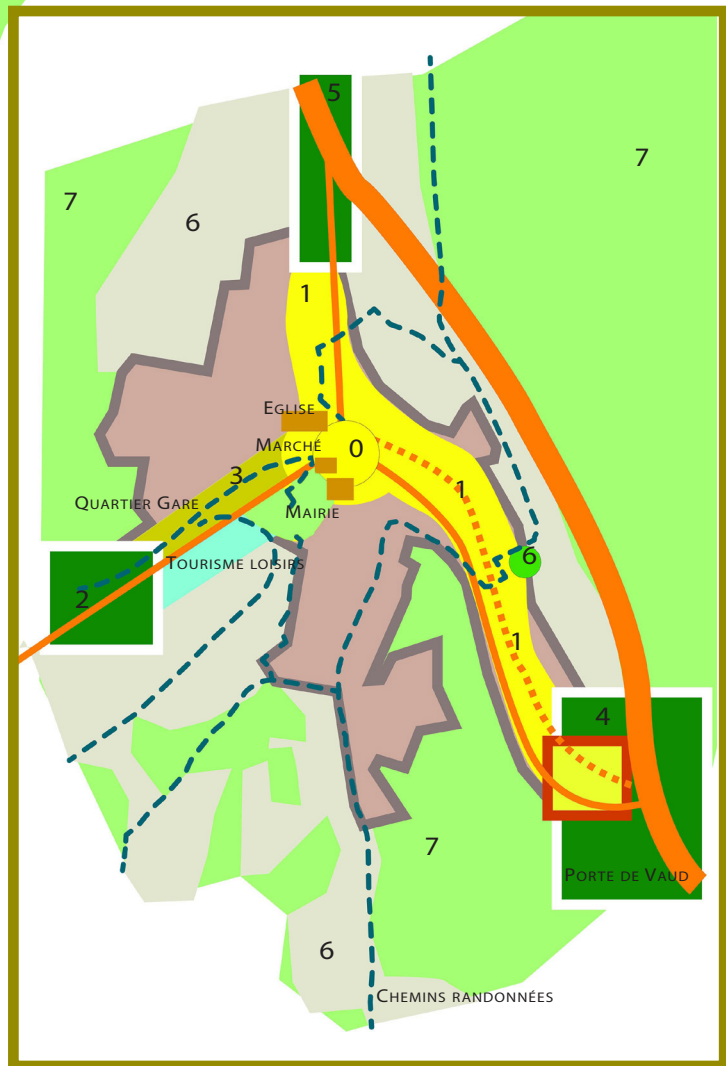 5
7
7
6
1
Eglise
Marché
0
3
1
Quartier Gare
Mairie
6
Tourisme loisirs
2
1
4
7
Porte de Vaud
6
Chemins randonnées